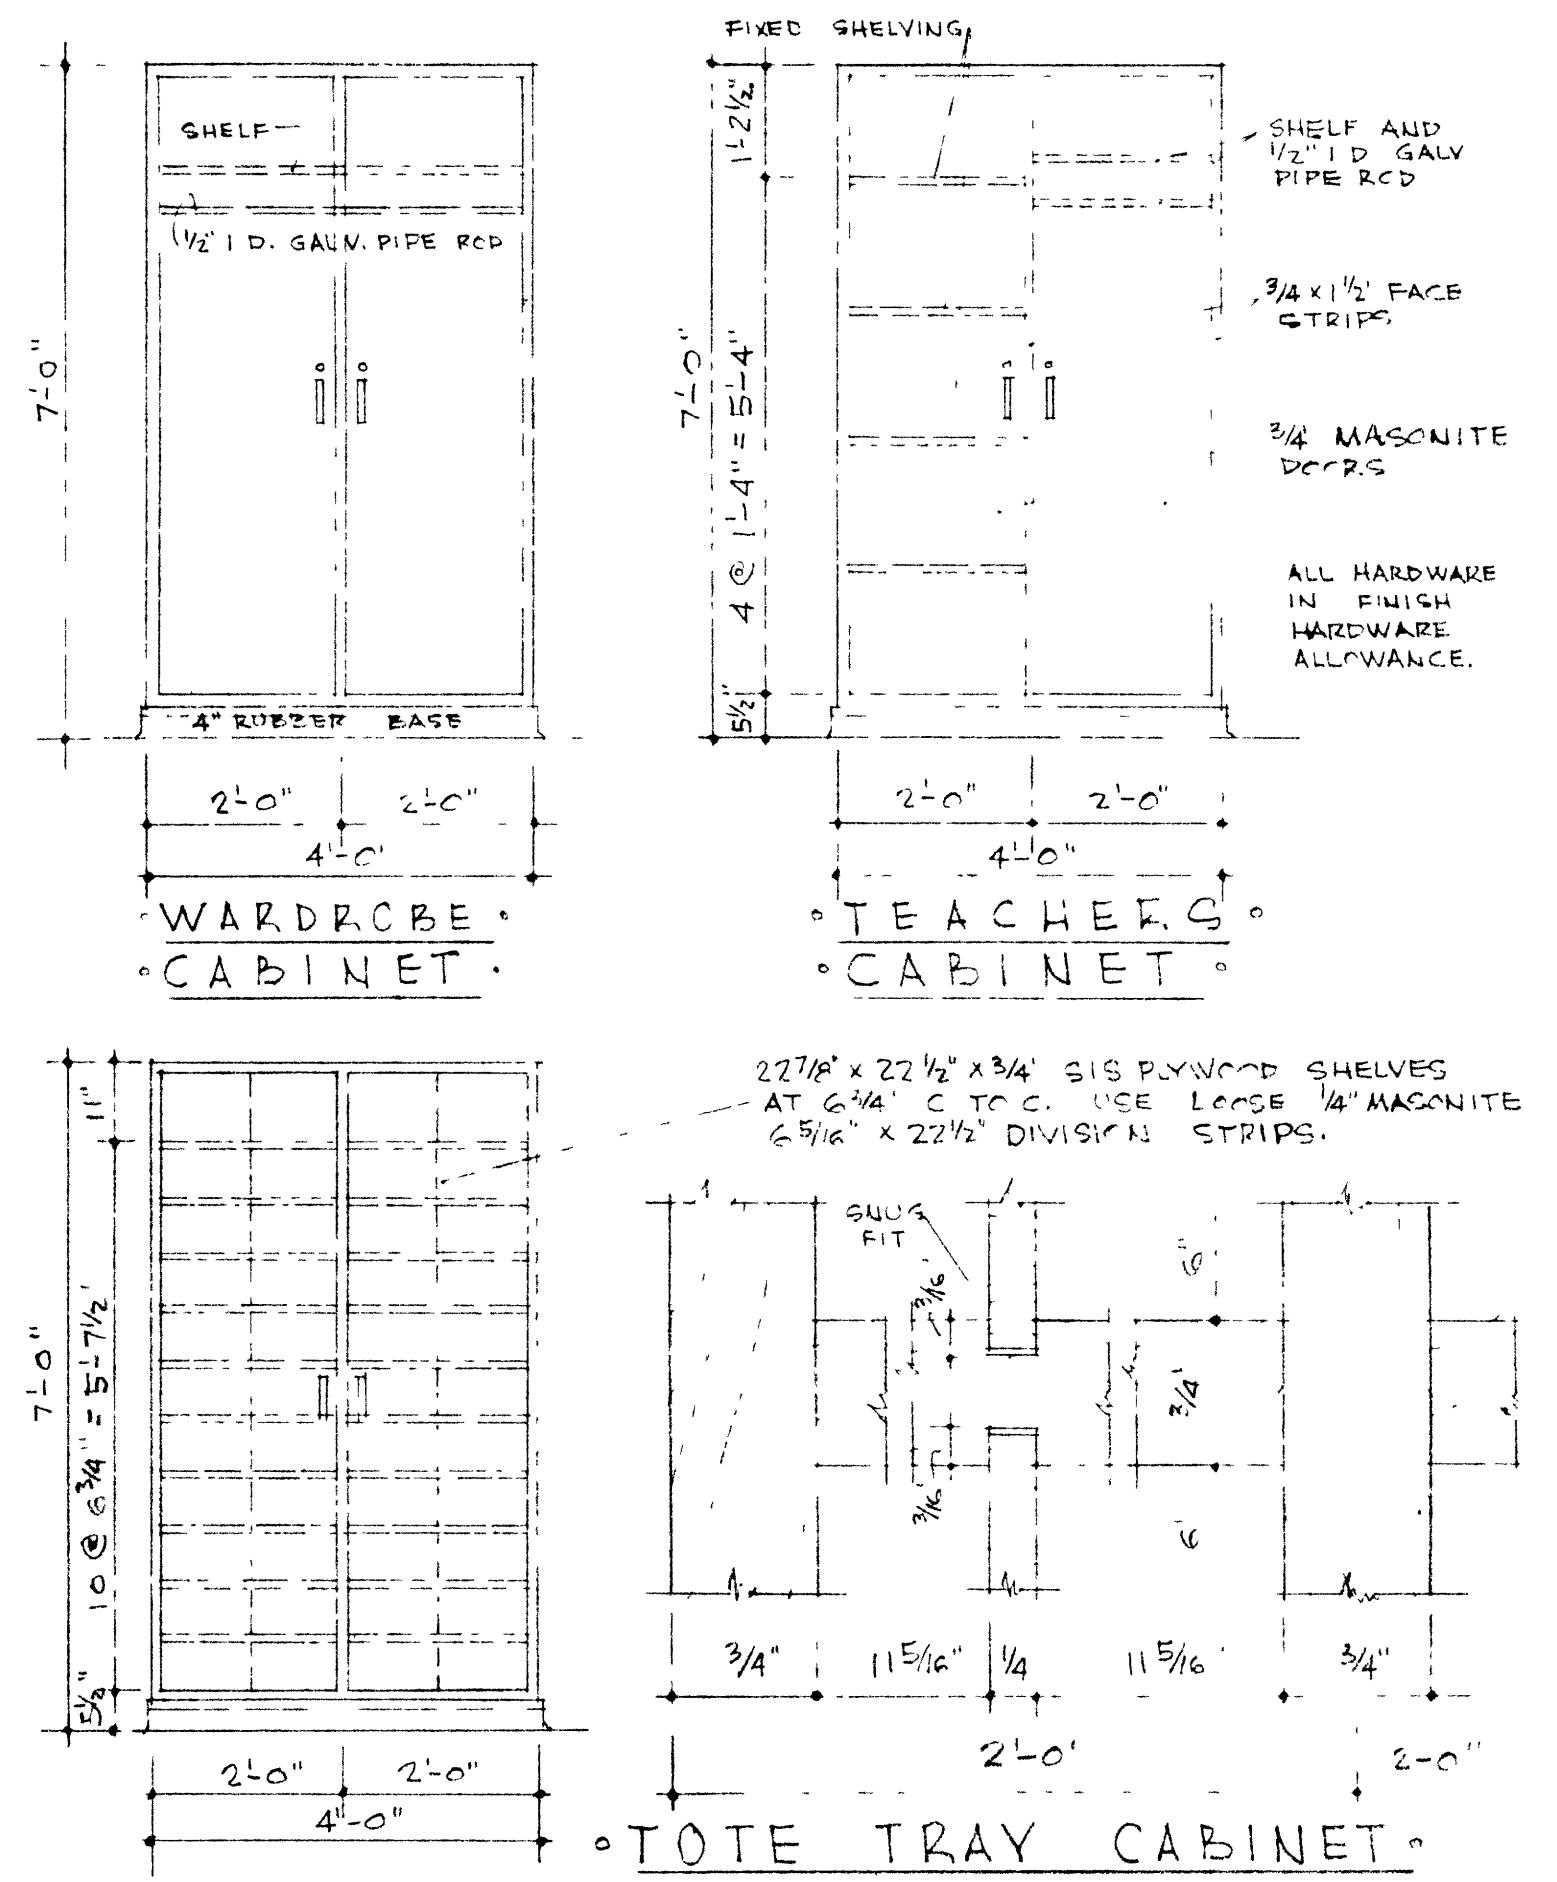 FIXED SHELVING
SHELF
1/2" I D. GALV. PIPE ROD
7'-0"
4" RUBBER BASE
2'-0" 2'-0"
4'-0"
WARDROBE
CABINET
1'-2 1/2"
7'-0"
4 @ 1'-4" = 5'-4"
5 1/2"
SHELF AND
1/2" I D GALV
PIPE ROD
3/4 x 1 1/2" FACE
STRIPS
3/4" MASONITE
DOORS
ALL HARDWARE
IN FINISH
HARDWARE
ALLOWANCE.
2'-0" 2'-0"
4'-0"
TEACHERS
CABINET
11"
7'-0"
10 @ 6 3/4" = 5'-7 1/2"
5 1/2"
2'-0" 2'-0"
4'-0"
22 7/8" x 22 1/2" x 3/4" S1S PLYWOOD SHELVES
AT 6 3/4" C TO C. USE LOOSE 1/4" MASONITE
6 5/16" x 22 1/2" DIVISION STRIPS.
SNUG
FIT
3/16"
6"
3/4"
3/16"
6"
3/4" 11 5/16" 1/4 11 5/16 3/4"
2'-0" 2-0"
TOTE TRAY CABINET